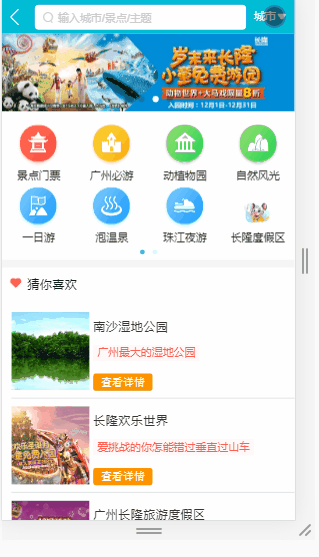 输入城市/景点/主题
城市
长隆
岁末来长隆
小童免费游园
动物世界+大马戏限量8折
入园时间：12月1日-12月31日
景点门票
广州必游
动植物园
自然风光
一日游
泡温泉
珠江夜游
长隆度假区
猜你喜欢
南沙湿地公园
广州最大的湿地公园
查看详情
长隆欢乐世界
爱挑战的你怎能错过垂直过山车
查看详情
广州长隆旅游度假区